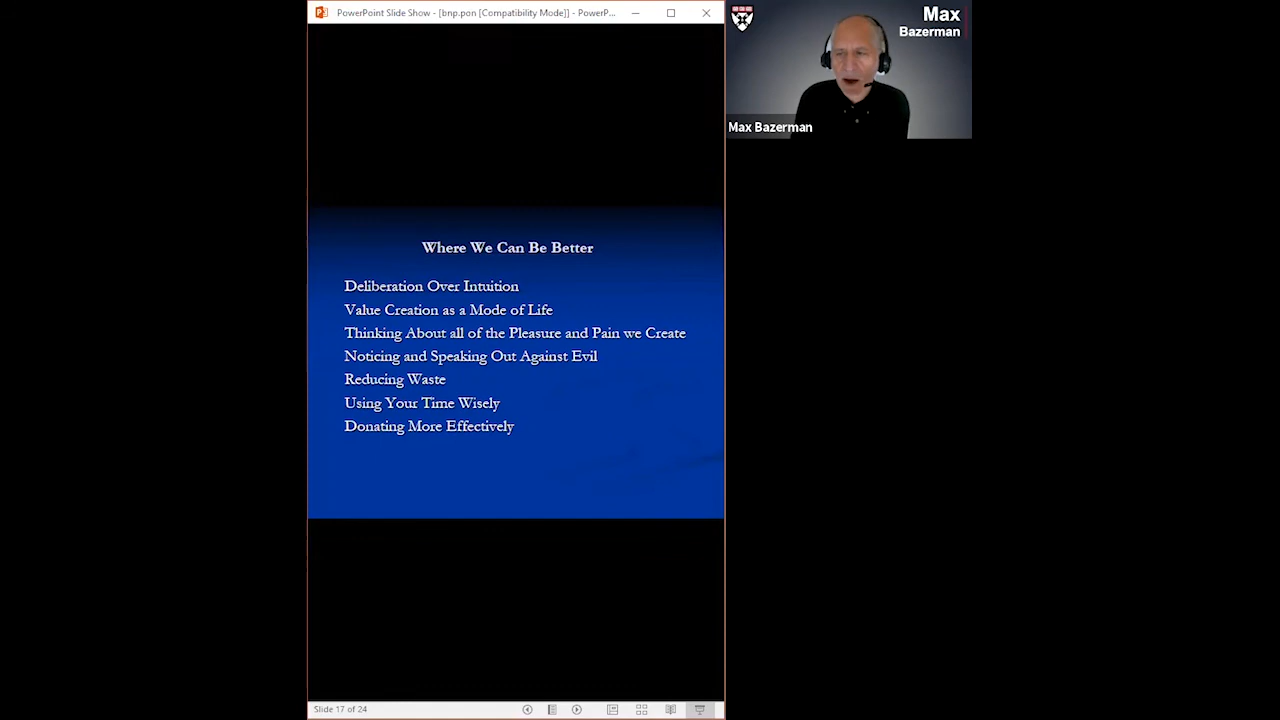 PowerPoint Slide Show - [bnp.pon [Compatibility Mode]] - PowerP...
Max
Bazerman
Max Bazerman
Where We Can Be Better
Deliberation Over Intuition
Value Creation as a Mode of Life
Thinking About all of the Pleasure and Pain we Create
Noticing and Speaking Out Against Evil
Reducing Waste
Using Your Time Wisely
Donating More Effectively
Slide 17 of 24